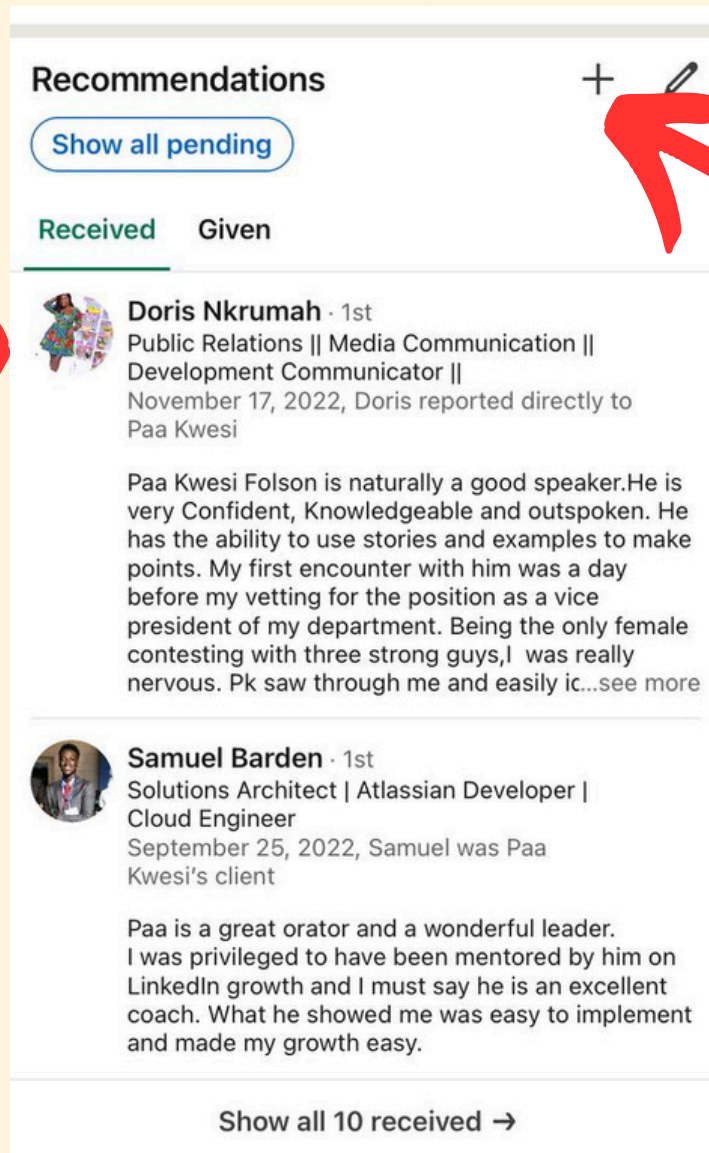 Recommendations
Show all pending
Received Given
Doris Nkrumah · 1st
Public Relations || Media Communication ||
Development Communicator ||
November 17, 2022, Doris reported directly to
Paa Kwesi
Paa Kwesi Folson is naturally a good speaker.He is
very Confident, Knowledgeable and outspoken. He
has the ability to use stories and examples to make
points. My first encounter with him was a day
before my vetting for the position as a vice
president of my department. Being the only female
contesting with three strong guys,I  was really
nervous. Pk saw through me and easily ic...see more
Samuel Barden · 1st
Solutions Architect | Atlassian Developer |
Cloud Engineer
September 25, 2022, Samuel was Paa
Kwesi's client
Paa is a great orator and a wonderful leader.
I was privileged to have been mentored by him on
LinkedIn growth and I must say he is an excellent
coach. What he showed me was easy to implement
and made my growth easy.
Show all 10 received →